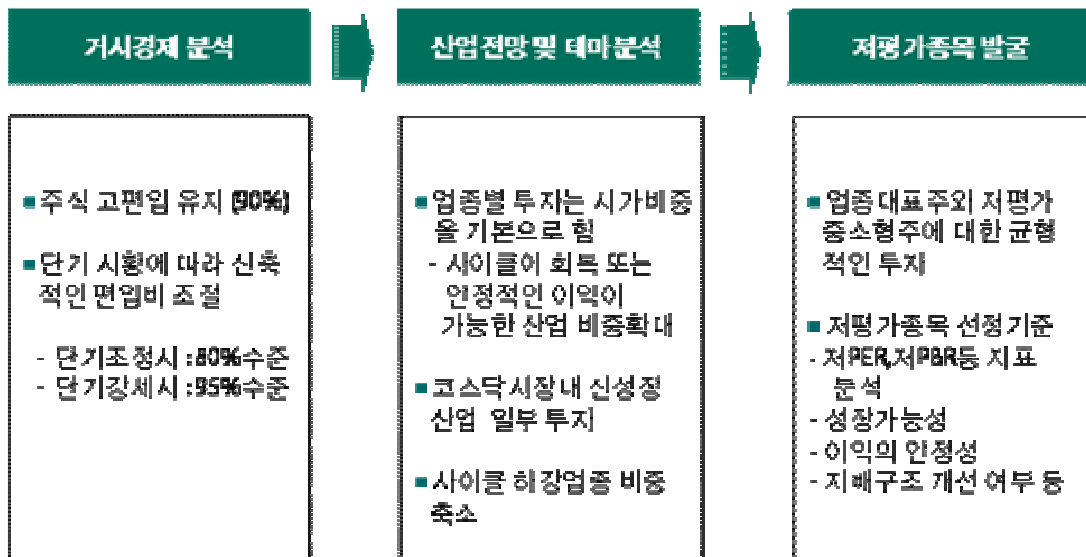 거시경제 분석
산업전망 및 테마분석
저평가종목 발굴
■ 주식 고편입 유지 (90%)
■ 단기 시황에 따라 신축
적인 편입비 조절
- 단기조정시 : 80%수준
- 단기강세시 : 95%수준
■ 업종별 투자는 시가비중
을 기본으로 함
- 사이클이 회복 또는
안정적인 이익이
가능한 산업 비중확대
■ 코스닥시장내 신성장
산업 일부 투자
■ 사이클 하강업종 비중
축소
■ 업종대표주와 저평가
중소형주에 대한 균형
적인 투자
■ 저평가종목 선정기준
- 저PER,저PBR등 지표
분석
- 성장가능성
- 이익의 안정성
- 지배구조 개선 여부 등